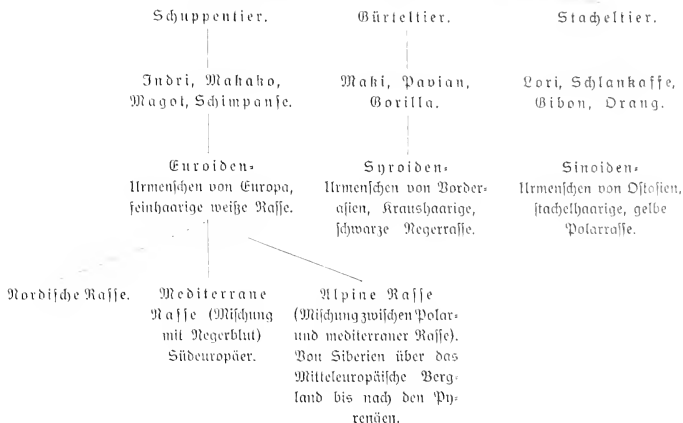 Schuppentier. Gürteltier. Stacheltier.
Indri, Makako,
Magot, Schimpanse.
Maki, Pavian,
Gorilla.
Lori, Schlankaffe,
Gibon, Orang.
Euroiden-
Urmenschen von Europa,
feinhaarige weiße Rasse.
Syroiden-
Urmenschen von Vorder-
asien, Kraushaarige,
schwarze Negerrasse.
Sinoiden-
Urmenschen von Ostasien,
stachelhaarige, gelbe
Polarrasse.
Nordische Rasse.
Mediterrane
Rasse (Mischung
mit Negerblut)
Südeuropäer.
Alpine Rasse
(Mischung zwischen Polar-
und mediterraner Rasse).
Von Siberien über das
Mitteleuropäische Berg-
land bis nach den Py-
renäen.